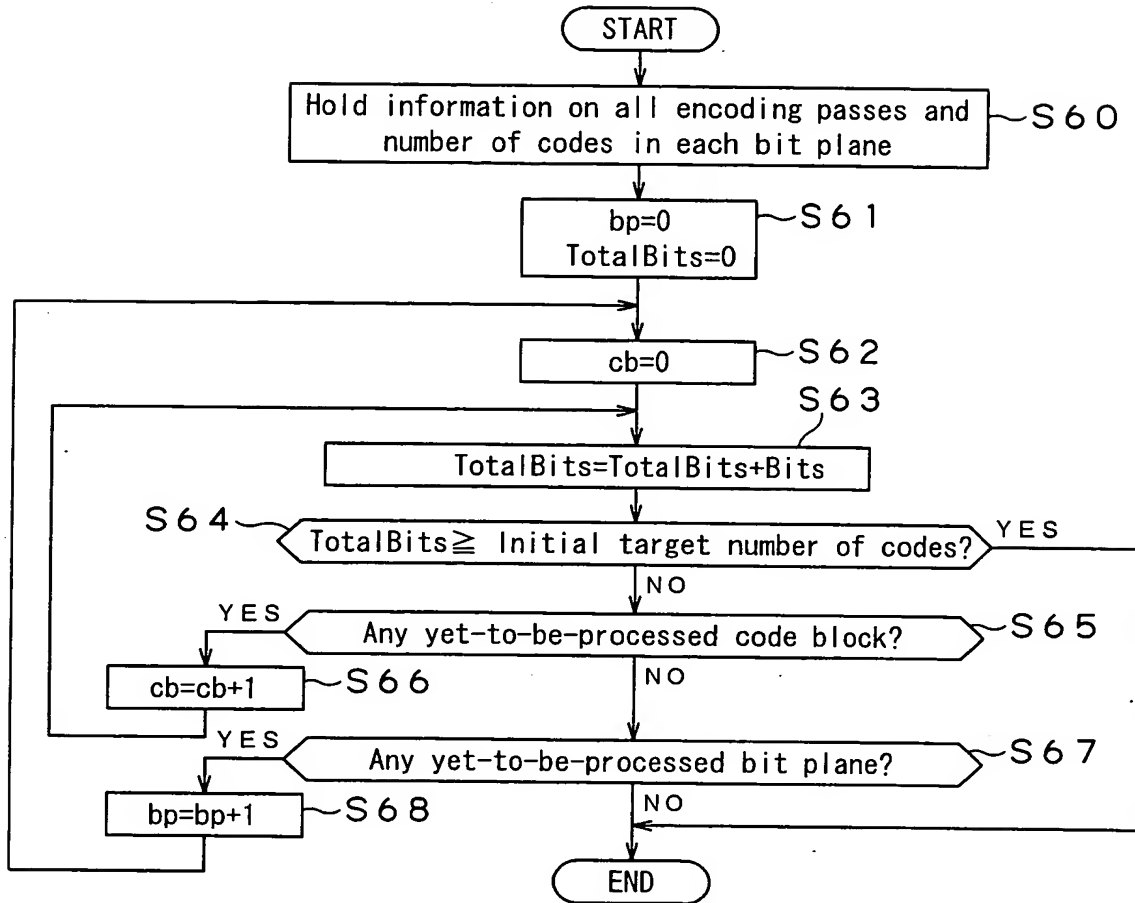 START
Hold information on all encoding passes and
number of codes in each bit plane
S60
bp=0
TotalBits=0
S61
cb=0
S62
S63
TotalBits=TotalBits+Bits
S64
TotalBits≧ Initial target number of codes?
YES
NO
YES
Any yet-to-be-processed code block?
S65
cb=cb+1
S66
NO
YES
Any yet-to-be-processed bit plane?
S67
bp=bp+1
S68
NO
END